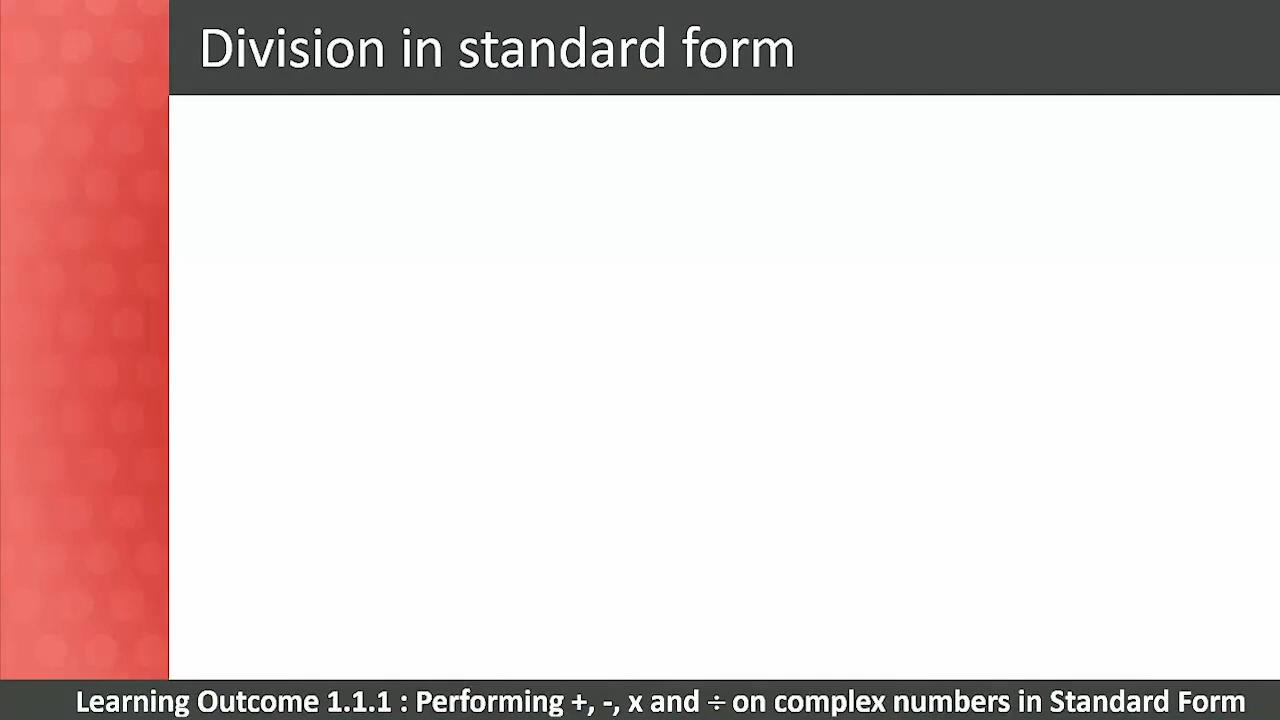 Division in standard form
Learning Outcome 1.1.1 : Performing +, -, x and ÷ on complex numbers in Standard Form